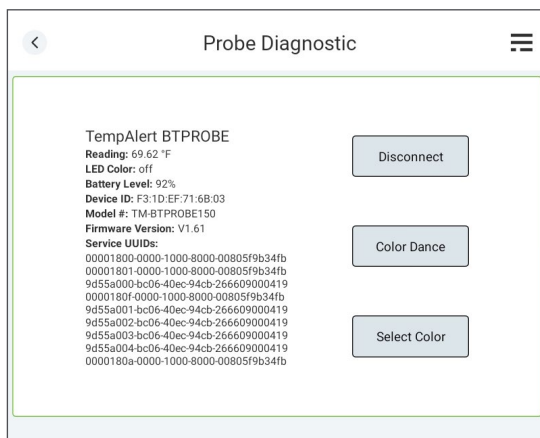 Probe Diagnostic
TempAlert BTPROBE
Reading: 69.62 °F
LED Color: off
Battery Level: 92%
Device ID: F3:1D:EF:71:6B:03
Model #: TM-BTPROBE150
Firmware Version: V1.61
Service UUIDs:
00001800-0000-1000-8000-00805f9b34fb
00001801-0000-1000-8000-00805f9b34fb
9d55a000-bc06-40ec-94cb-266609000419
0000180f-0000-1000-8000-00805f9b34fb
9d55a001-bc06-40ec-94cb-266609000419
9d55a002-bc06-40ec-94cb-266609000419
9d55a003-bc06-40ec-94cb-266609000419
9d55a004-bc06-40ec-94cb-266609000419
0000180a-0000-1000-8000-00805f9b34fb
Disconnect
Color Dance
Select Color